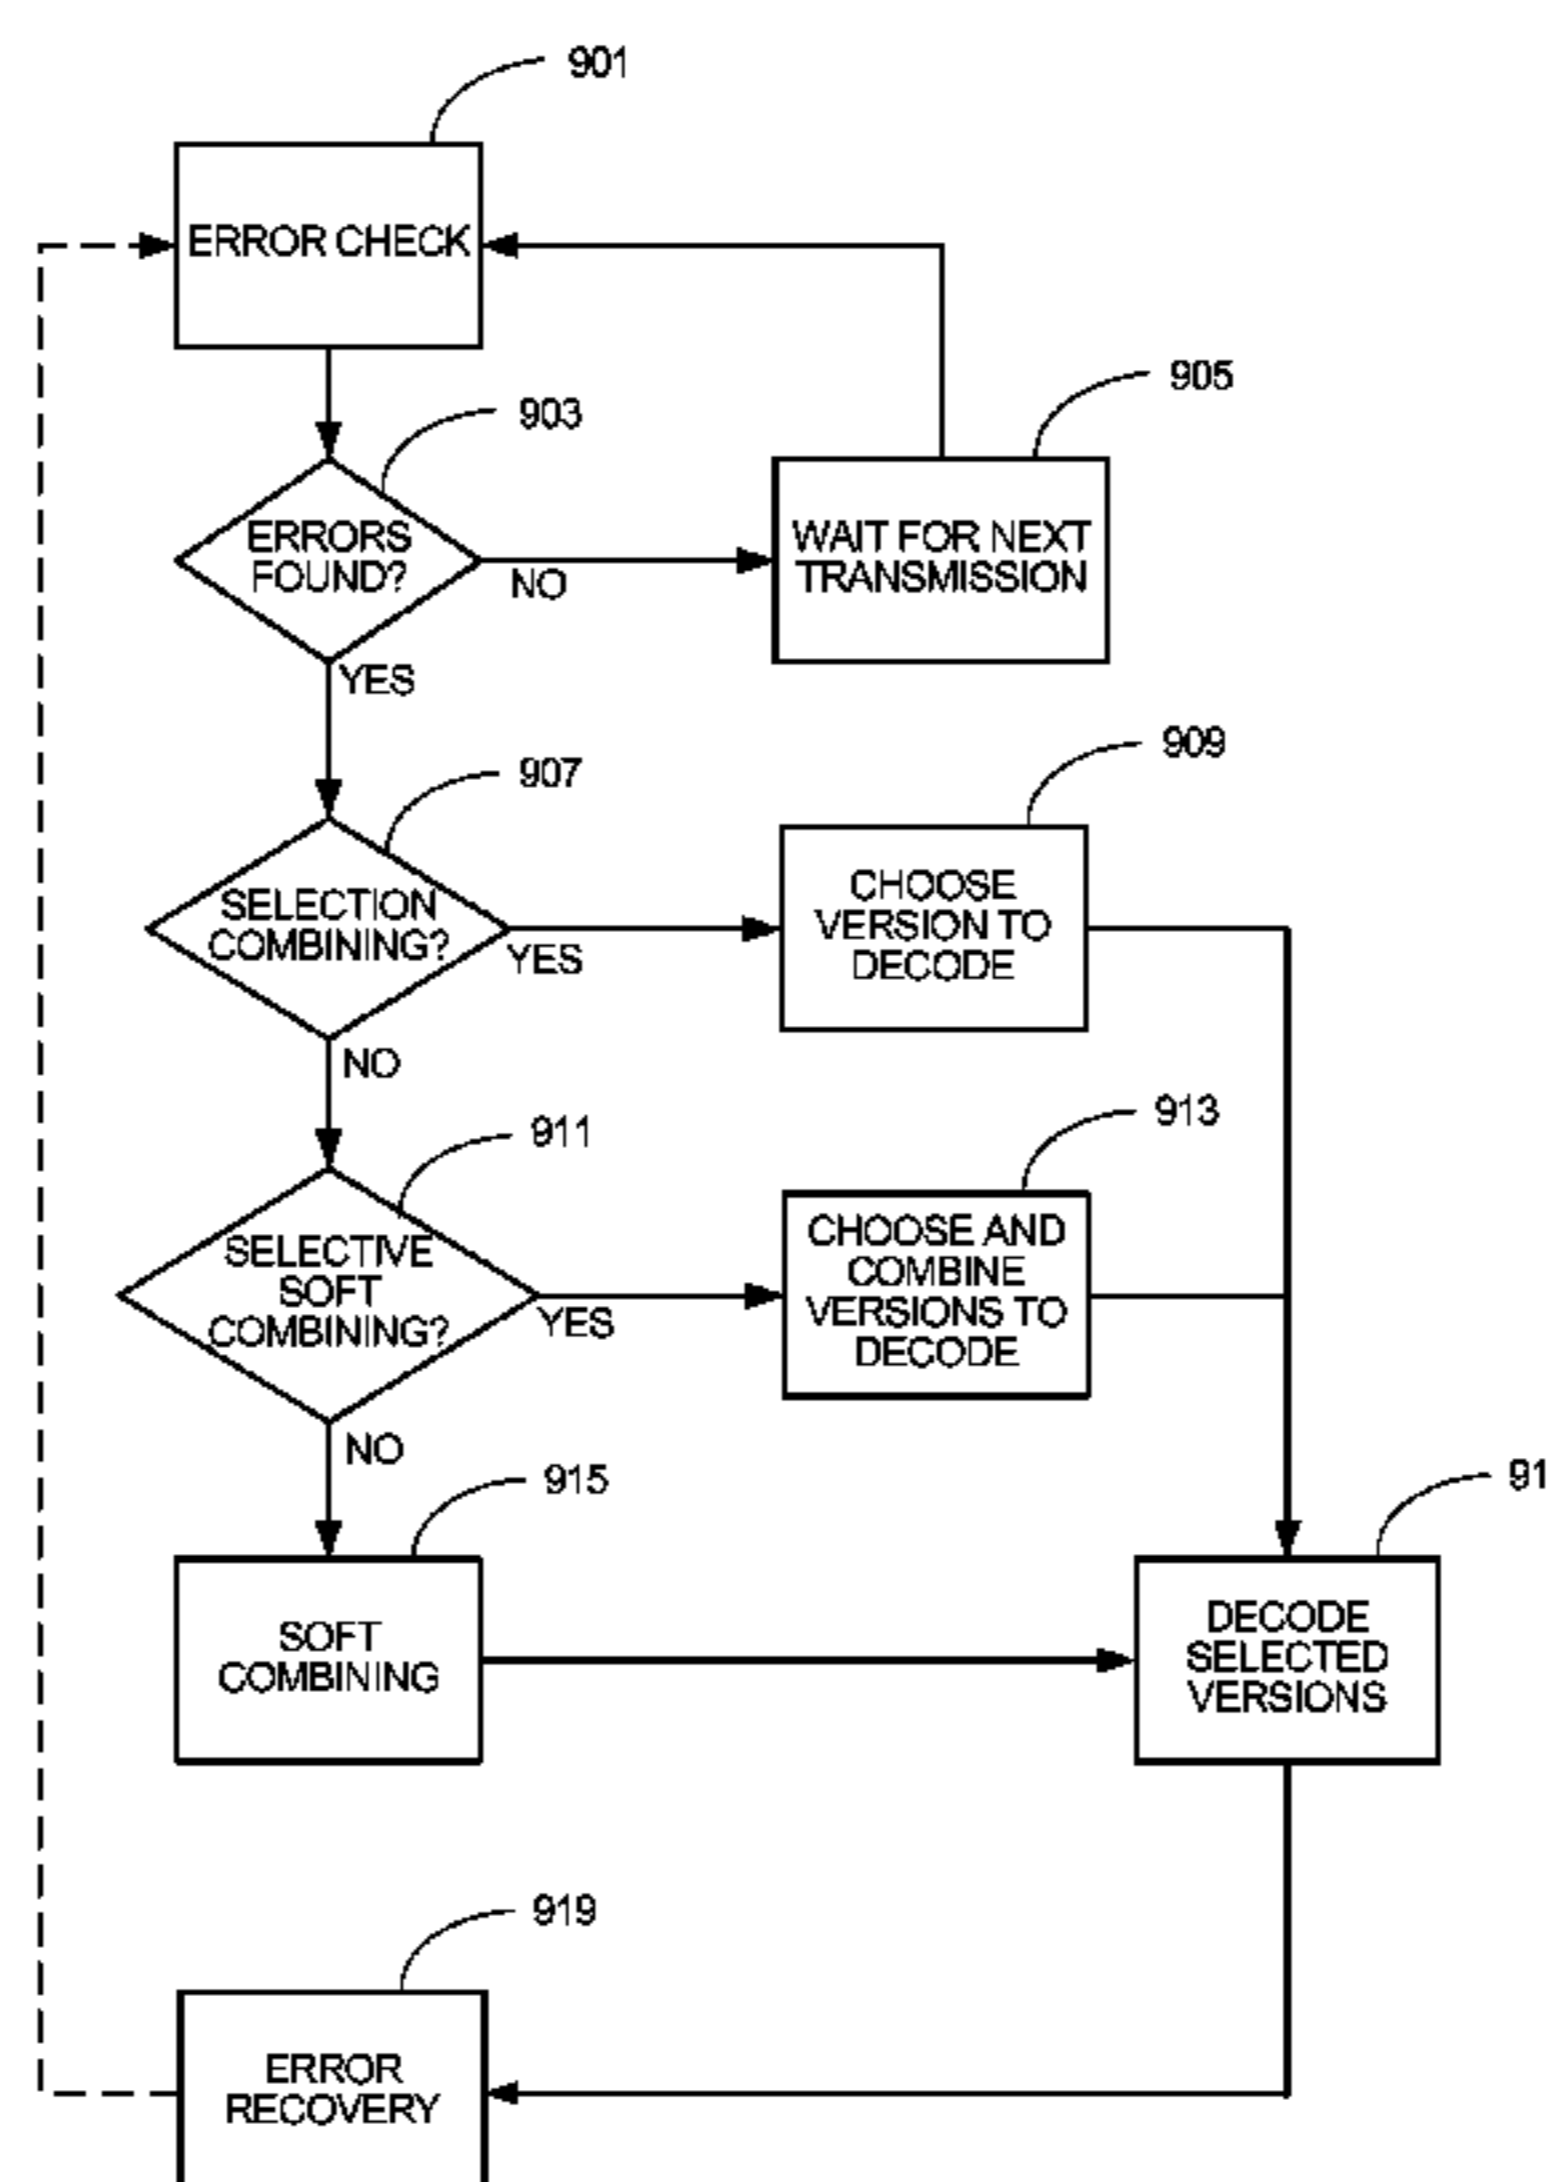 901
ERROR CHECK
903
905
ERRORS
FOUND?
NO
WAIT FOR NEXT
TRANSMISSION
YES
907
909
SELECTION
COMBINING?
YES
CHOOSE
VERSION TO
DECODE
NO
911
913
SELECTIVE
SOFT
COMBINING?
YES
CHOOSE AND
COMBINE
VERSIONS TO
DECODE
NO
915
91
SOFT
COMBINING
DECODE
SELECTED
VERSIONS
919
ERROR
RECOVERY